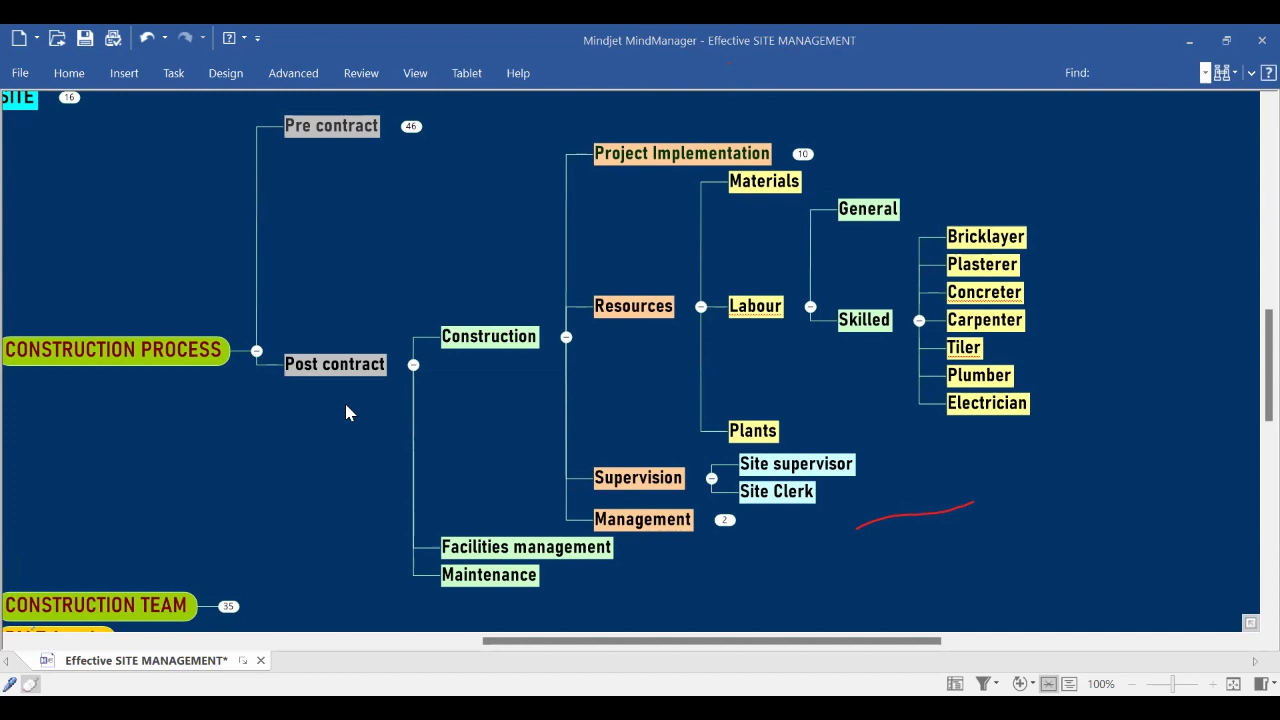 Mindjet MindManager - Effective SITE MANAGEMENT
File Home Insert Task Design Advanced Review View Tablet Help Find:
SITE 16
Pre contract 46
Project Implementation 10
Materials
General
Bricklayer
Plasterer
Concreter
Resources
Labour
Skilled
Carpenter
Construction
CONSTRUCTION PROCESS
Tiler
Post contract
Plumber
Electrician
Plants
Site supervisor
Supervision
Site Clerk
Management 2
Facilities management
Maintenance
CONSTRUCTION TEAM 35
Effective SITE MANAGEMENT*
100%